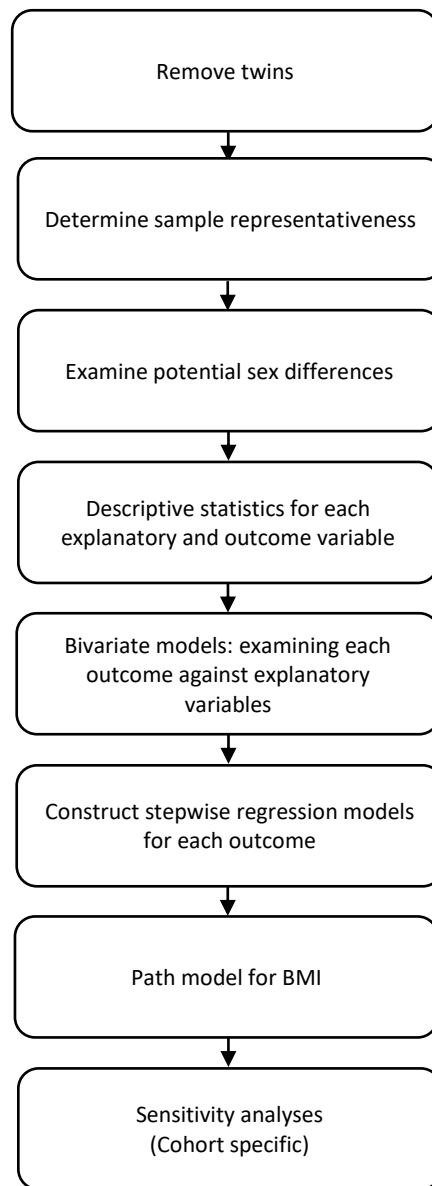 Remove twins
Determine sample representativeness
Examine potential sex differences
Descriptive statistics for each
explanatory and outcome variable
Bivariate models: examining each
outcome against explanatory
variables
Construct stepwise regression models
for each outcome
Path model for BMI
Sensitivity analyses
(Cohort specific)